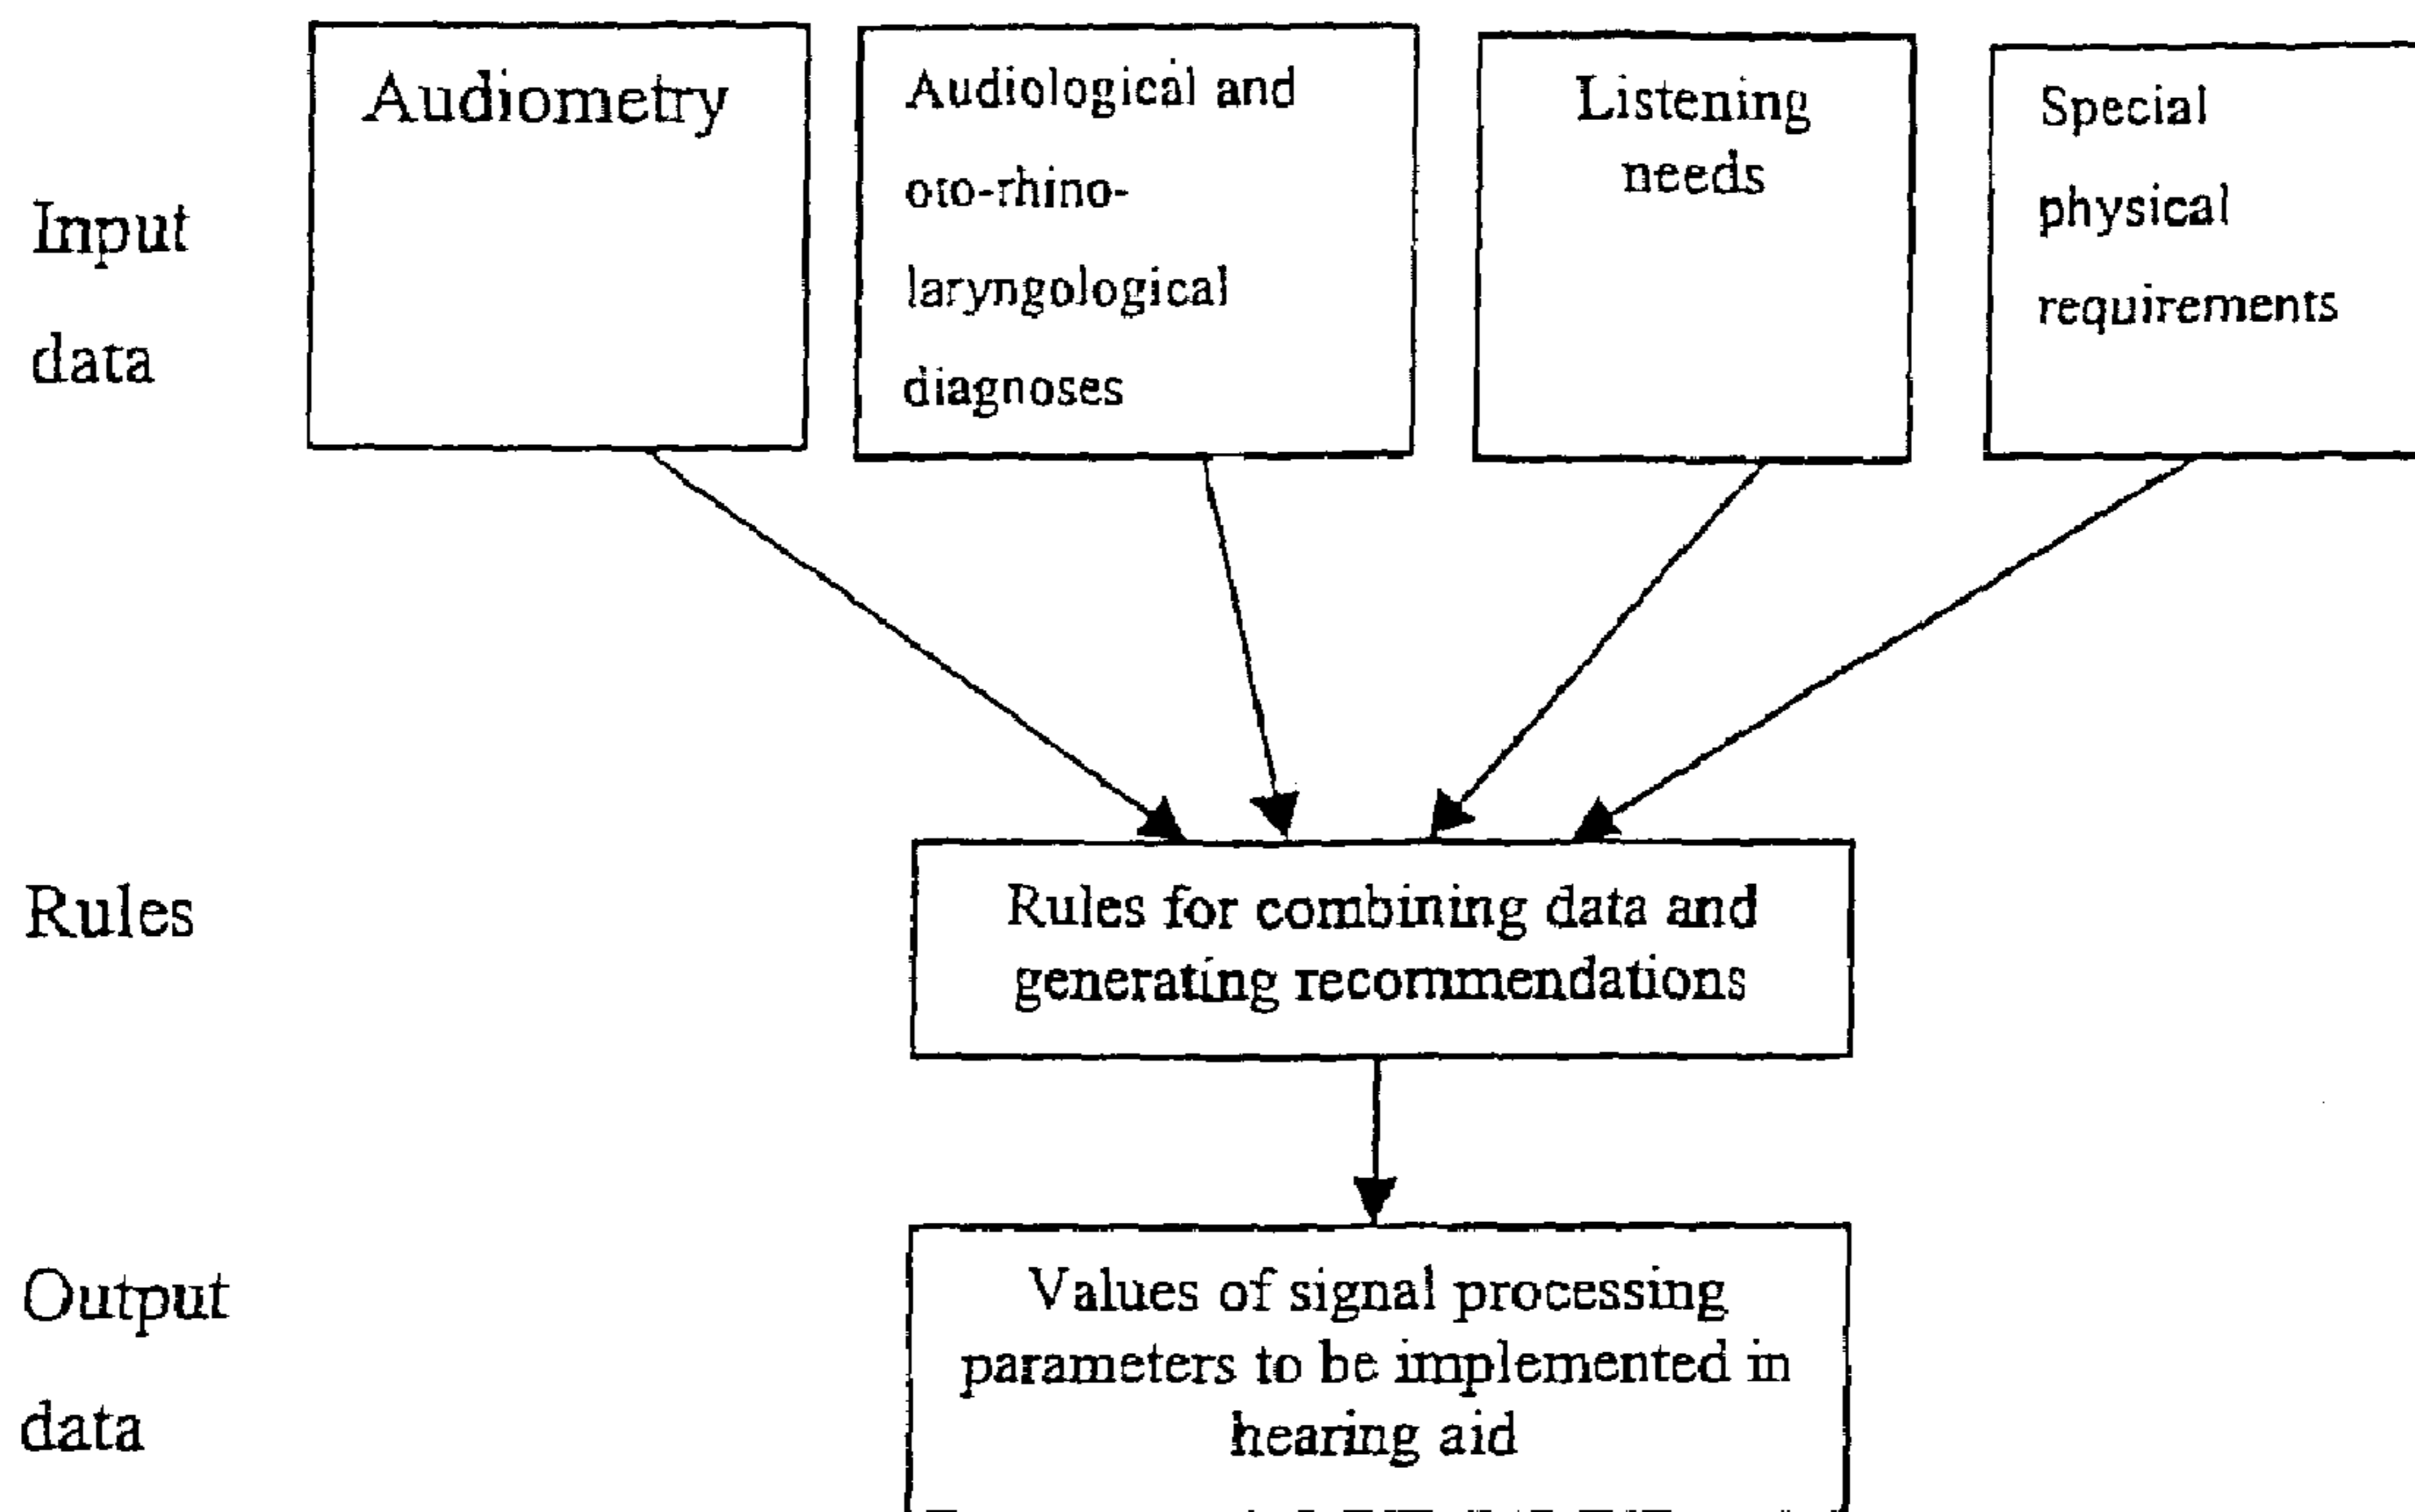 Input
data
Audiometry
Audiological and
oto-rhino-
laryngological
diagnoses
Listening
needs
Special
physical
requirements
Rules
Rules for combining data and
generating recommendations
Output
data
Values of signal processing
parameters to be implemented in
hearing aid